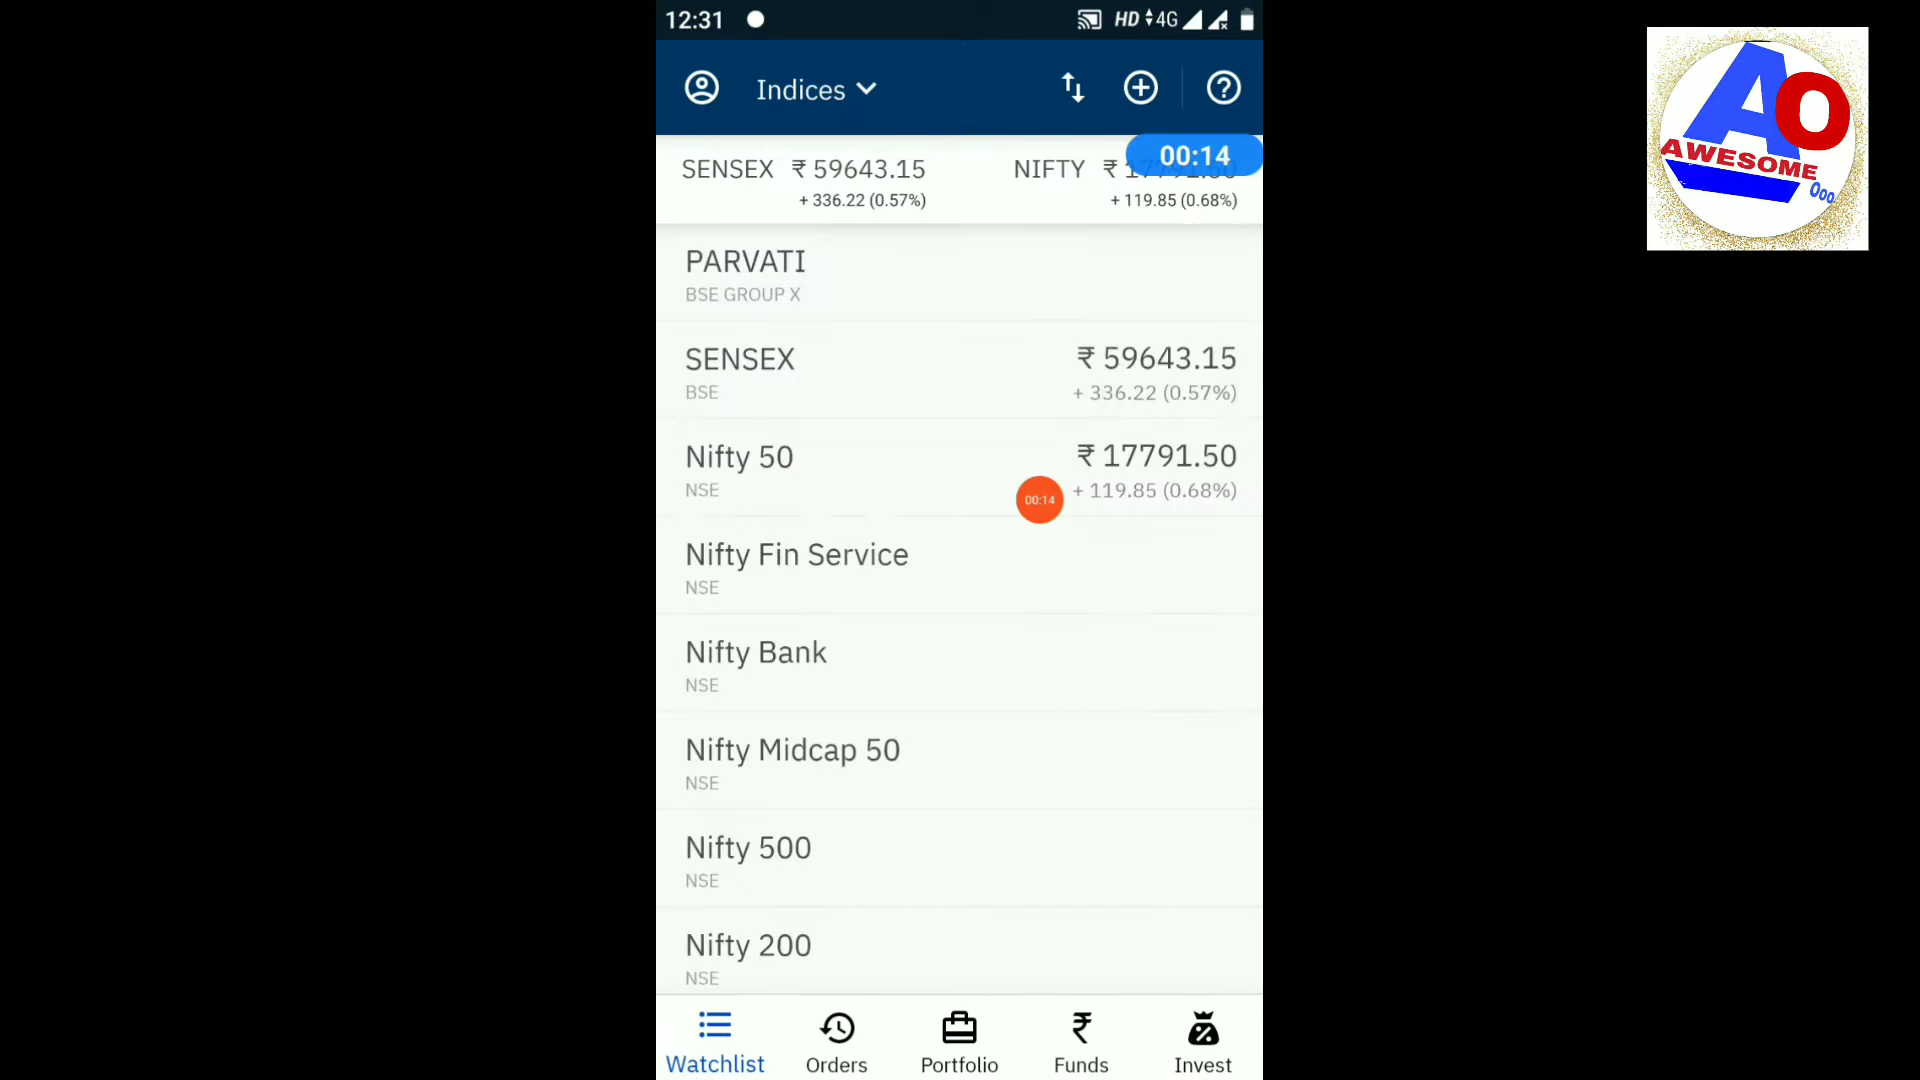 12:31 HD 4G
Indices
00:14
SENSEX ₹ 59643.15 NIFTY ₹ 17791.50
+ 336.22 (0.57%) + 119.85 (0.68%)
PARVATI
BSE GROUP X
SENSEX ₹ 59643.15
BSE + 336.22 (0.57%)
Nifty 50 ₹ 17791.50
NSE 00:14 + 119.85 (0.68%)
Nifty Fin Service
NSE
Nifty Bank
NSE
Nifty Midcap 50
NSE
Nifty 500
NSE
Nifty 200
NSE
Watchlist Orders Portfolio Funds Invest
AO
AWESOME
Ooo